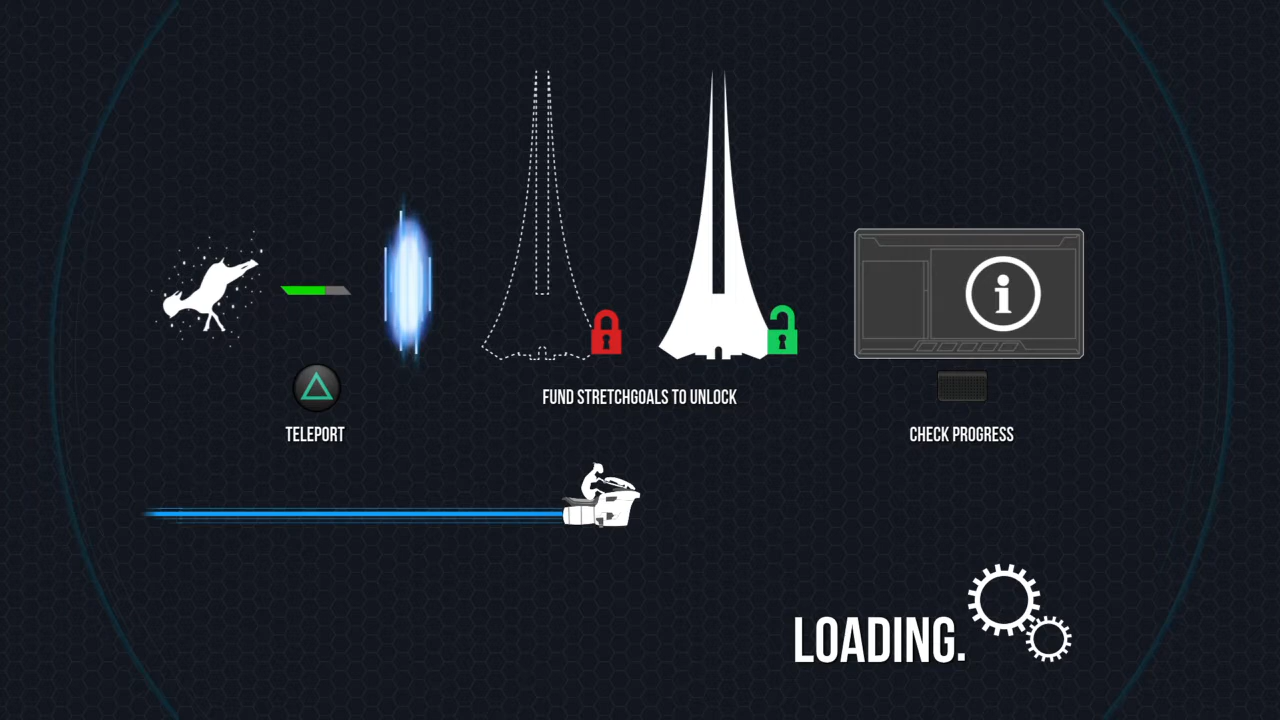 FUND STRETCHGOALS TO UNLOCK
TELEPORT
CHECK PROGRESS
LOADING.